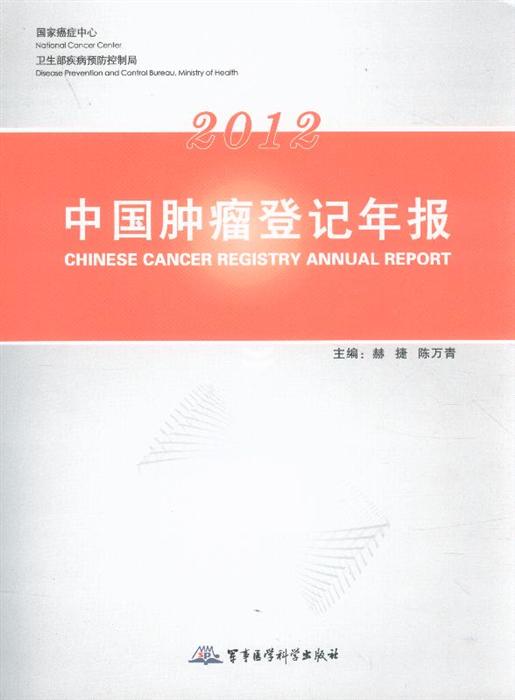 国家癌症中心
National Cancer Center
卫生部疾病预防控制局
Disease Prevention and Control Bureau, Ministry of Health
2012
中国肿瘤登记年报
CHINESE CANCER REGISTRY ANNUAL REPORT
主编：赫 捷 陈万青
军事医学科学出版社